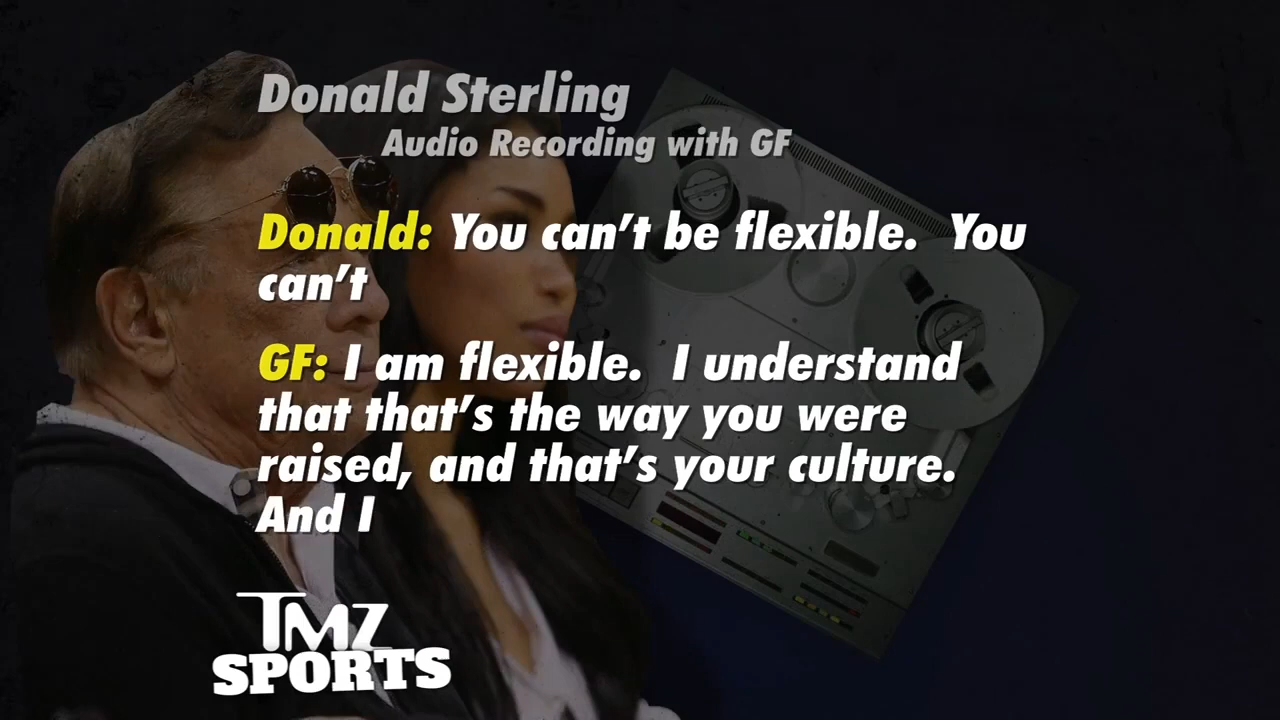 Donald Sterling
Audio Recording with GF
Donald: You can't be flexible. You
can't
GF: I am flexible. I understand
that that's the way you were
raised, and that's your culture.
And I
TMZ
SPORTS